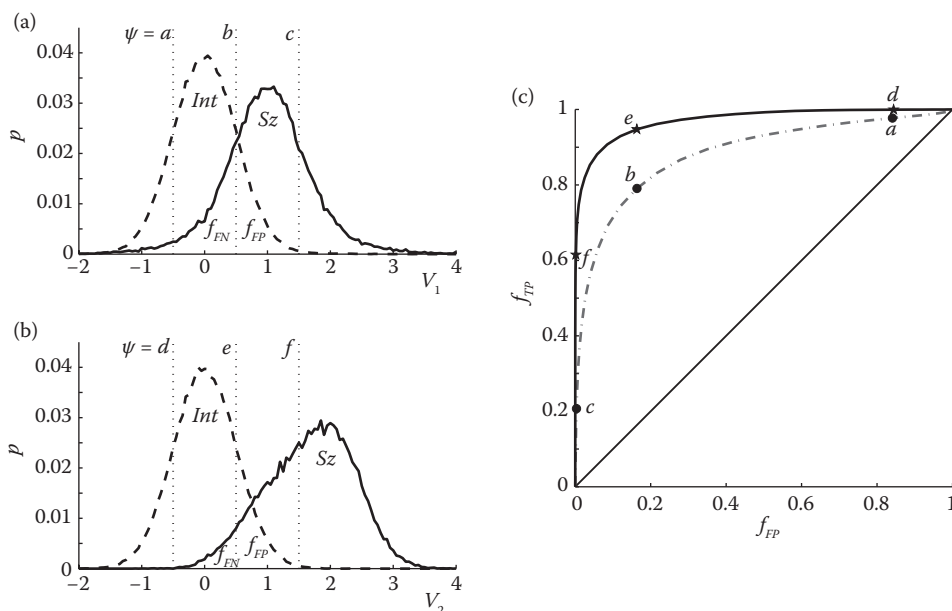 (a)
ψ = a
b
c
0.04
0.03
0.02
0.01
0
p
Int
Sz
f_FN
f_FP
−2
−1
0
1
2
3
4
V_1
(b)
ψ = d
e
f
0.04
0.03
0.02
0.01
0
p
Int
Sz
f_FN
f_FP
−2
−1
0
1
2
3
4
V_2
(c)
1
0.8
0.6
0.4
0.2
0
f_TP
d
a
e
b
f
c
0.2
0.4
0.6
0.8
1
f_FP